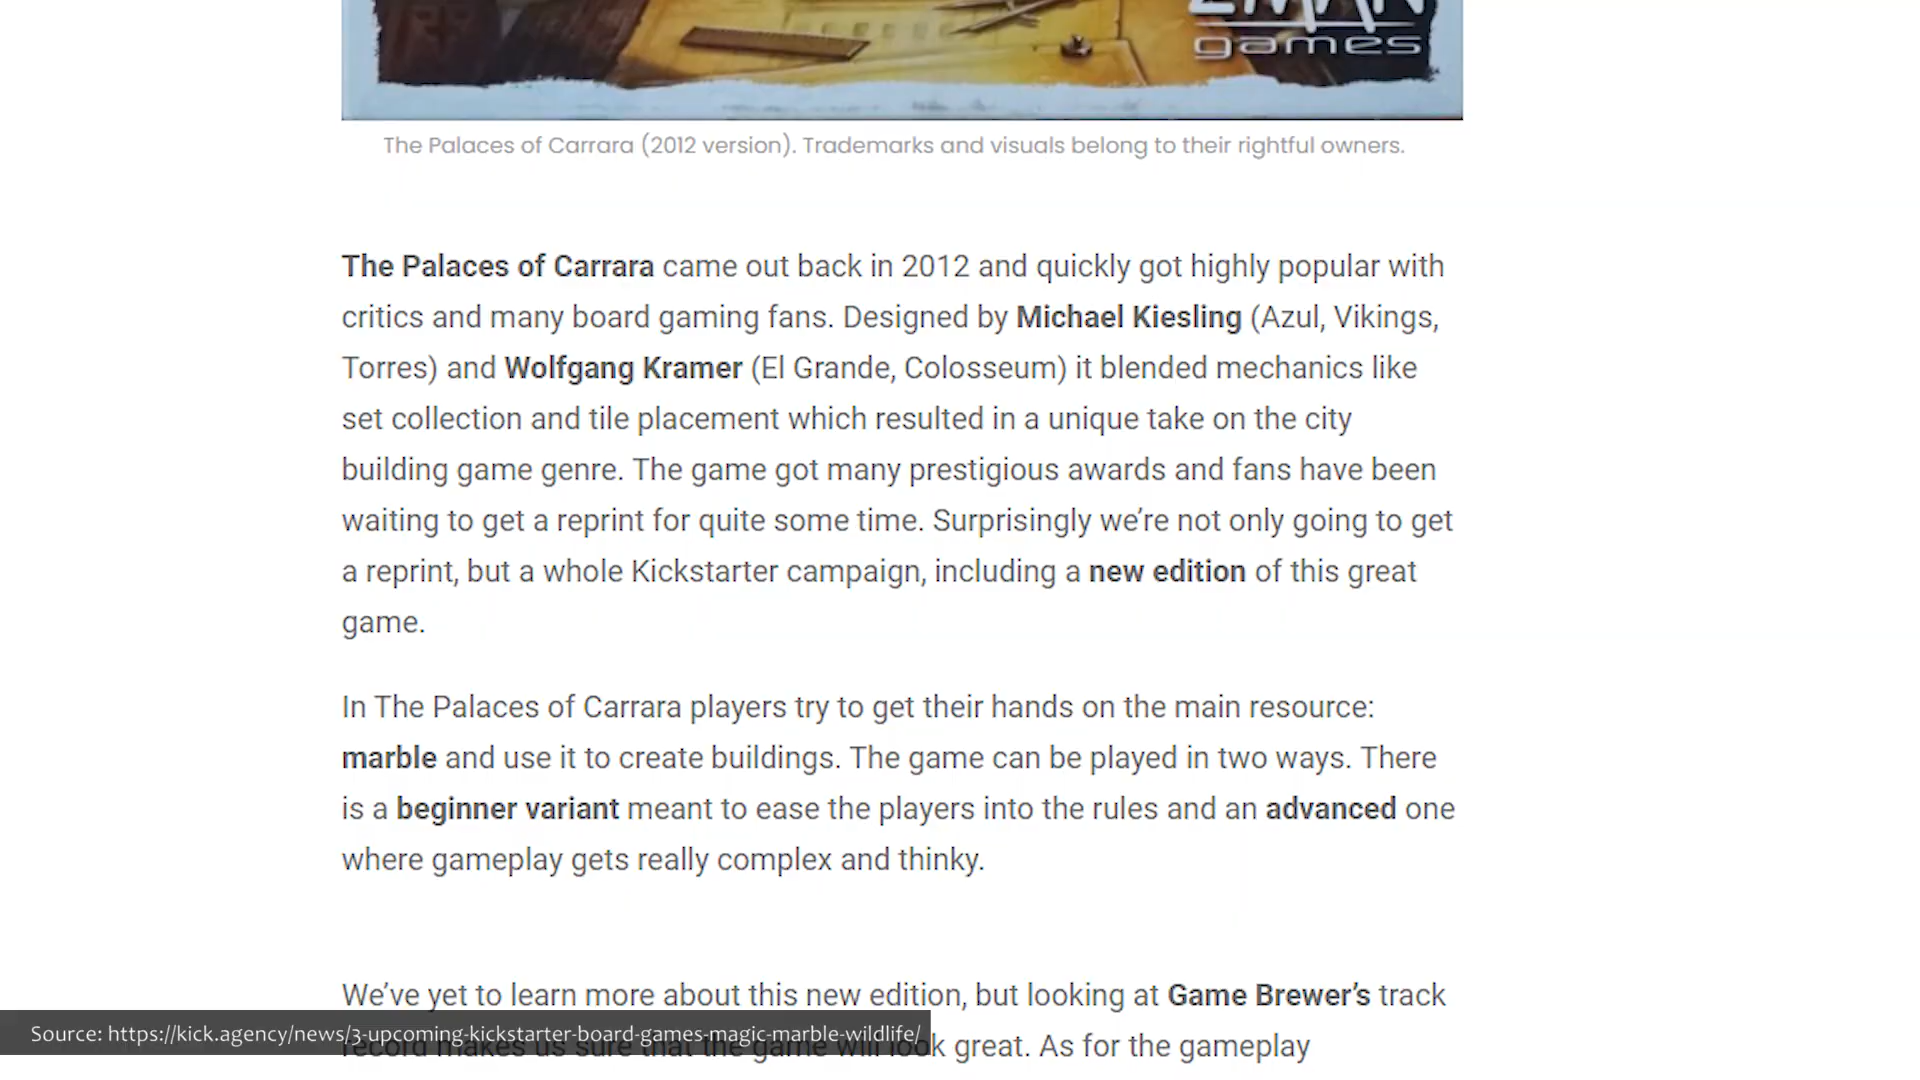 games
The Palaces of Carrara (2012 version). Trademarks and visuals belong to their rightful owners.
The Palaces of Carrara came out back in 2012 and quickly got highly popular with
critics and many board gaming fans. Designed by Michael Kiesling (Azul, Vikings,
Torres) and Wolfgang Kramer (El Grande, Colosseum) it blended mechanics like
set collection and tile placement which resulted in a unique take on the city
building game genre. The game got many prestigious awards and fans have been
waiting to get a reprint for quite some time. Surprisingly we’re not only going to get
a reprint, but a whole Kickstarter campaign, including a new edition of this great
game.
In The Palaces of Carrara players try to get their hands on the main resource:
marble and use it to create buildings. The game can be played in two ways. There
is a beginner variant meant to ease the players into the rules and an advanced one
where gameplay gets really complex and thinky.
We’ve yet to learn more about this new edition, but looking at Game Brewer’s track
Source: https://kick.agency/news/3-upcoming-kickstarter-board-games-magic-marble-wildlife/
record makes us sure that the game will look great. As for the gameplay